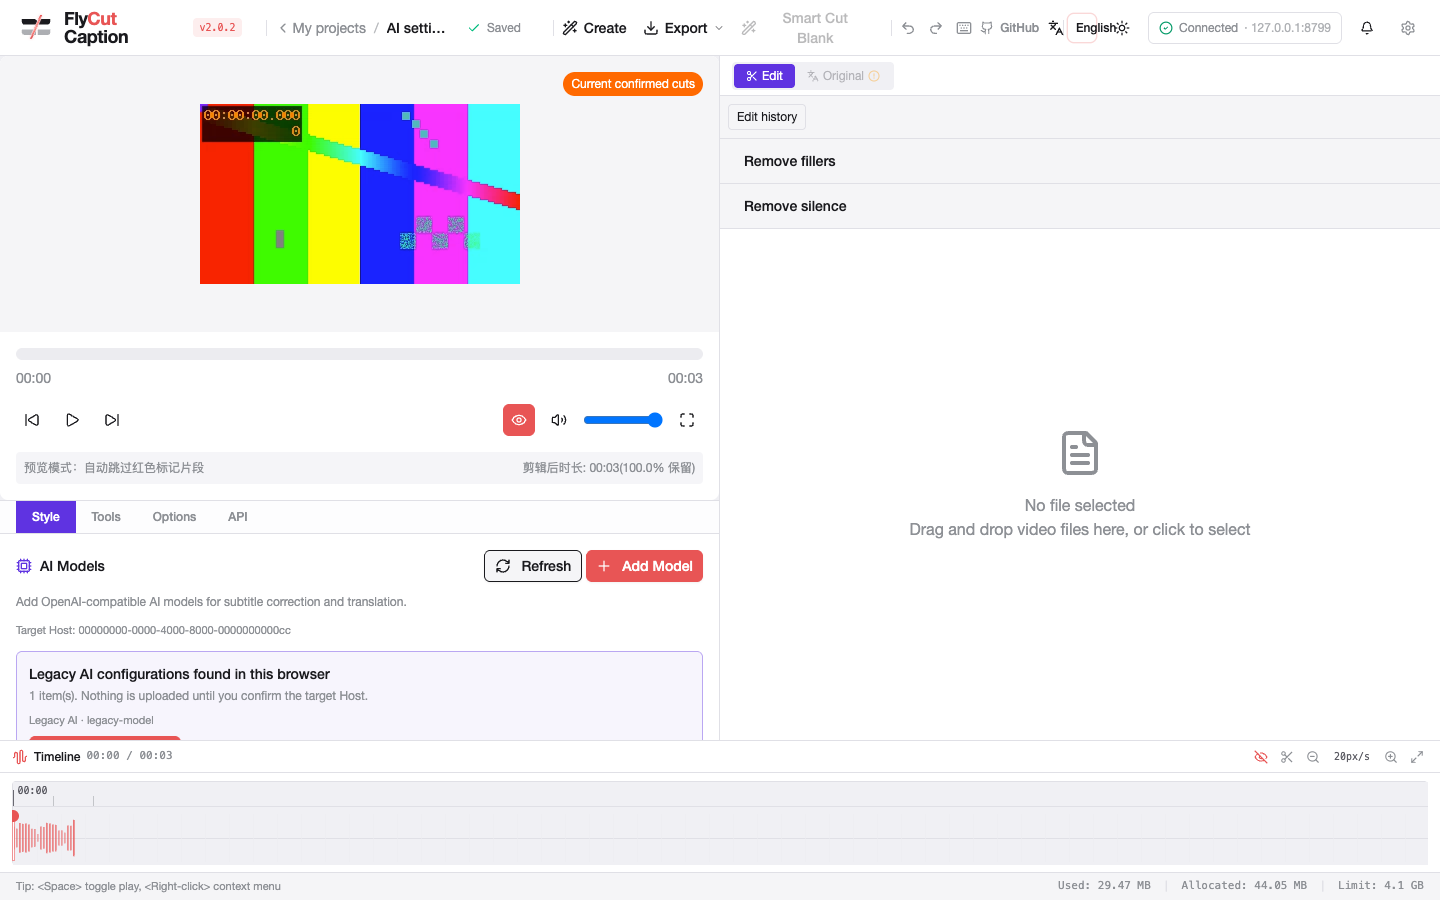 FlyCut
Caption
v2.0.2
My projects / AI setti...
Saved
Create
Export
Smart Cut
Blank
GitHub
English
Connected · 127.0.0.1:8799
Current confirmed cuts
00:00:00.000
0
00:00
00:03
预览模式：自动跳过红色标记片段
剪辑后时长: 00:03(100.0% 保留)
Style
Tools
Options
API
AI Models
Refresh
Add Model
Add OpenAI-compatible AI models for subtitle correction and translation.
Target Host: 00000000-0000-4000-8000-0000000000cc
Legacy AI configurations found in this browser
1 item(s). Nothing is uploaded until you confirm the target Host.
Legacy AI · legacy-model
Edit
Original
Edit history
Remove fillers
Remove silence
No file selected
Drag and drop video files here, or click to select
Timeline 00:00 / 00:03
20px/s
00:00
Tip: <Space> toggle play, <Right-click> context menu
Used: 29.47 MB
Allocated: 44.05 MB
Limit: 4.1 GB